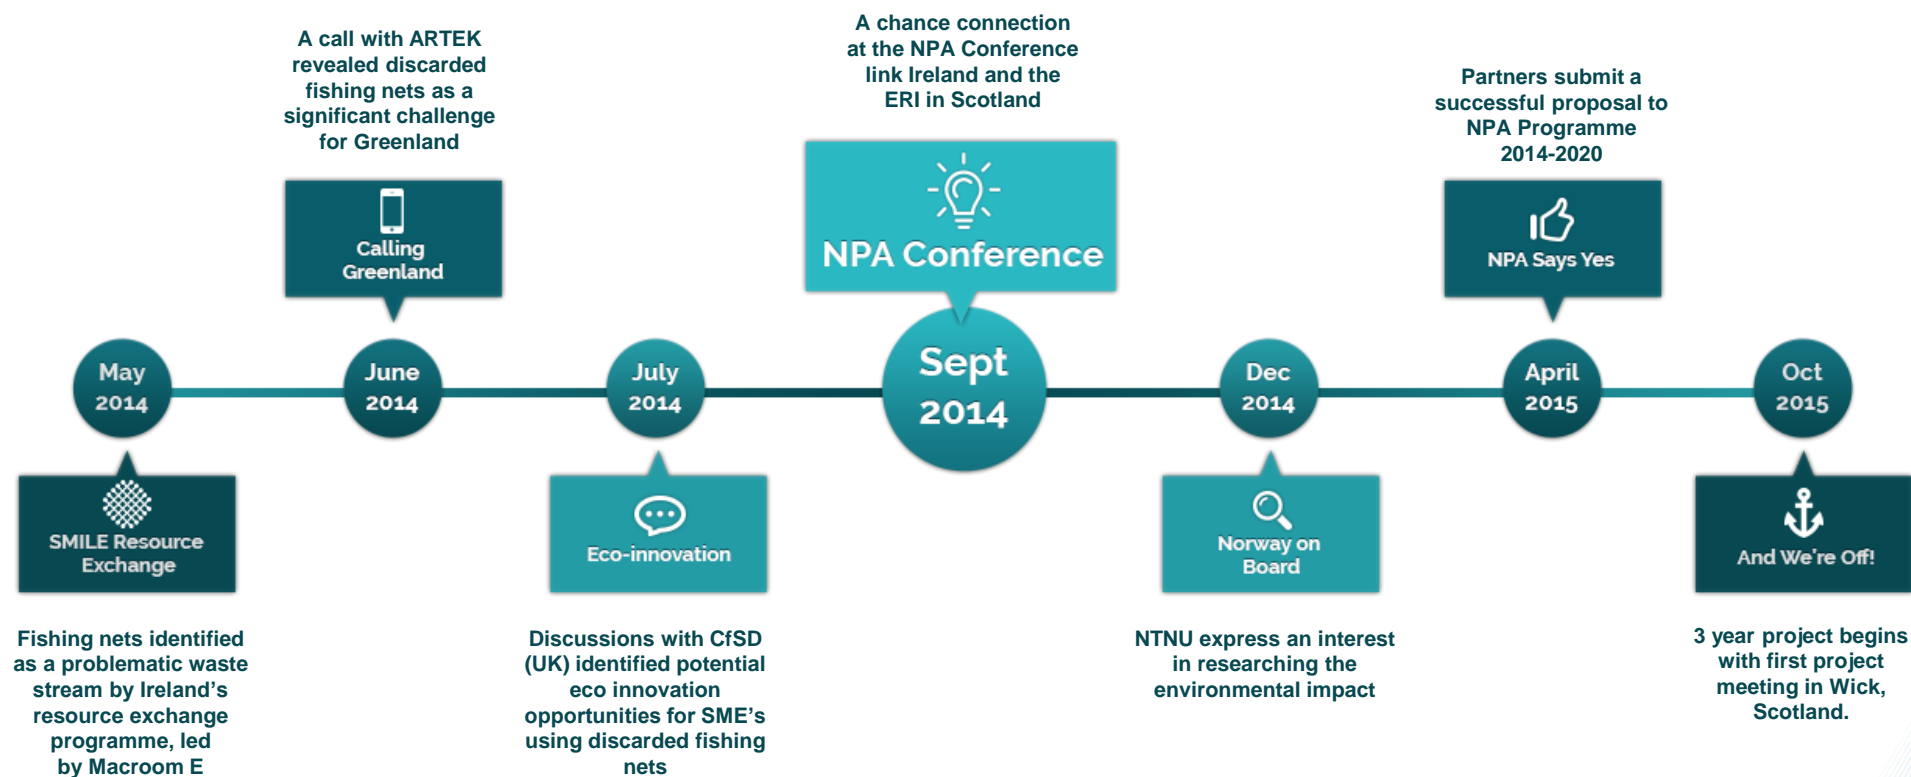 A call with ARTEK
revealed discarded
fishing nets as a
significant challenge
for Greenland
A chance connection
at the NPA Conference
link Ireland and the
ERI in Scotland
Partners submit a
successful proposal to
NPA Programme
2014-2020
Calling
Greenland
NPA Conference
NPA Says Yes
May
2014
June
2014
July
2014
Sept
2014
Dec
2014
April
2015
Oct
2015
SMILE Resource
Exchange
Eco-innovation
Norway on
Board
And We're Off!
Fishing nets identified
as a problematic waste
stream by Ireland’s
resource exchange
programme, led
by Macroom E
Discussions with CfSD
(UK) identified potential
eco innovation
opportunities for SME’s
using discarded fishing
nets
NTNU express an interest
in researching the
environmental impact
3 year project begins
with first project
meeting in Wick,
Scotland.